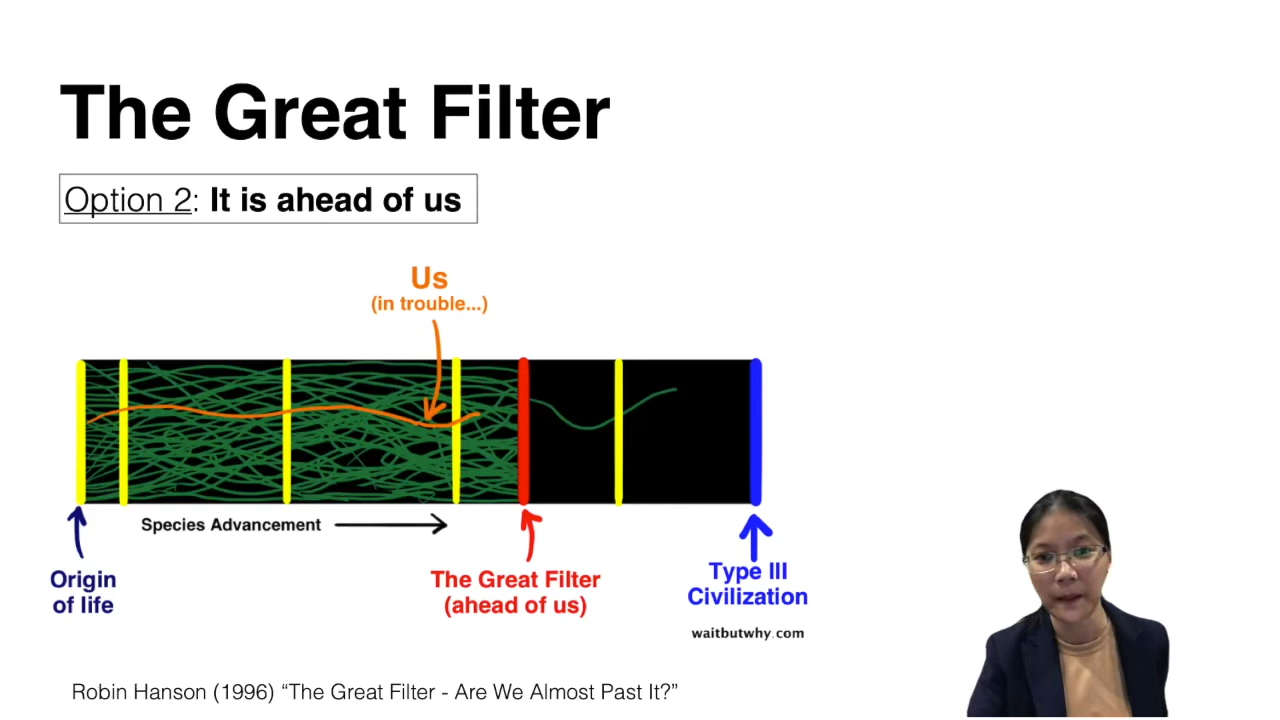 The Great Filter
Option 2: It is ahead of us
Us
(in trouble...)
Species Advancement
Origin
of life
The Great Filter
(ahead of us)
Type III
Civilization
waitbutwhy.com
Robin Hanson (1996) “The Great Filter - Are We Almost Past It?”